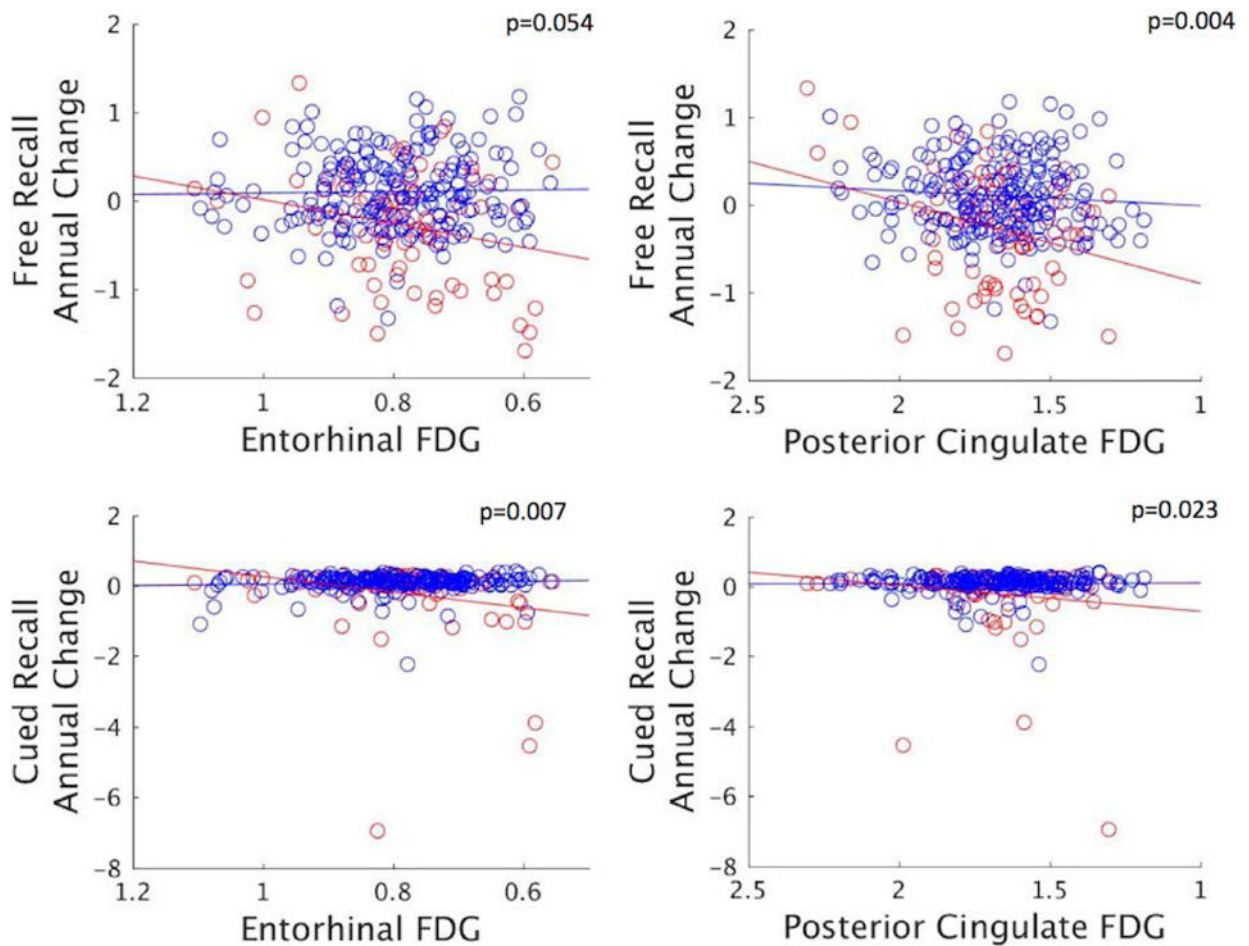 p=0.054
2
1
0
−1
−2
Free Recall
Annual Change
1.2 1 0.8 0.6
Entorhinal FDG
p=0.004
2
1
0
−1
−2
Free Recall
Annual Change
2.5 2 1.5 1
Posterior Cingulate FDG
p=0.007
2
0
−2
−4
−6
−8
Cued Recall
Annual Change
1.2 1 0.8 0.6
Entorhinal FDG
p=0.023
2
0
−2
−4
−6
−8
Cued Recall
Annual Change
2.5 2 1.5 1
Posterior Cingulate FDG